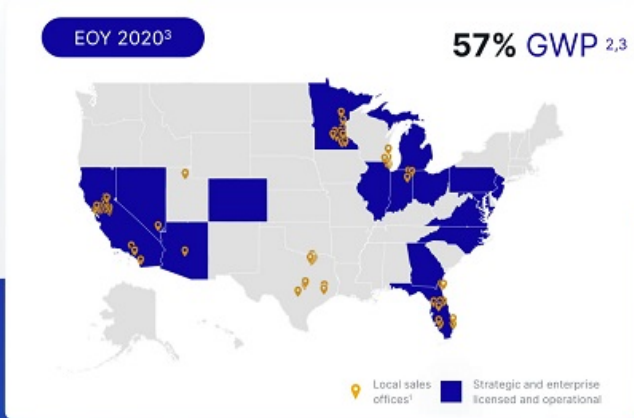 EOY 2020³
57% GWP ²,³
Local sales
offices¹
Strategic and enterprise
licensed and operational